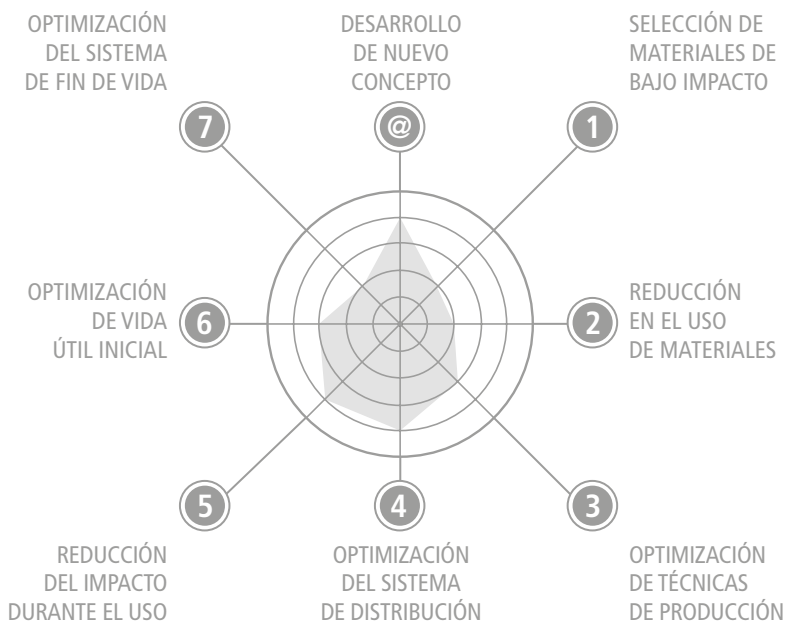 OPTIMIZACIÓN
DEL SISTEMA
DE FIN DE VIDA
7
DESARROLLO
DE NUEVO
CONCEPTO
@
SELECCIÓN DE
MATERIALES DE
BAJO IMPACTO
1
OPTIMIZACIÓN
DE VIDA
ÚTIL INICIAL
6
2
REDUCCIÓN
EN EL USO
DE MATERIALES
5
REDUCCIÓN
DEL IMPACTO
DURANTE EL USO
4
OPTIMIZACIÓN
DEL SISTEMA
DE DISTRIBUCIÓN
3
OPTIMIZACIÓN
DE TÉCNICAS
DE PRODUCCIÓN